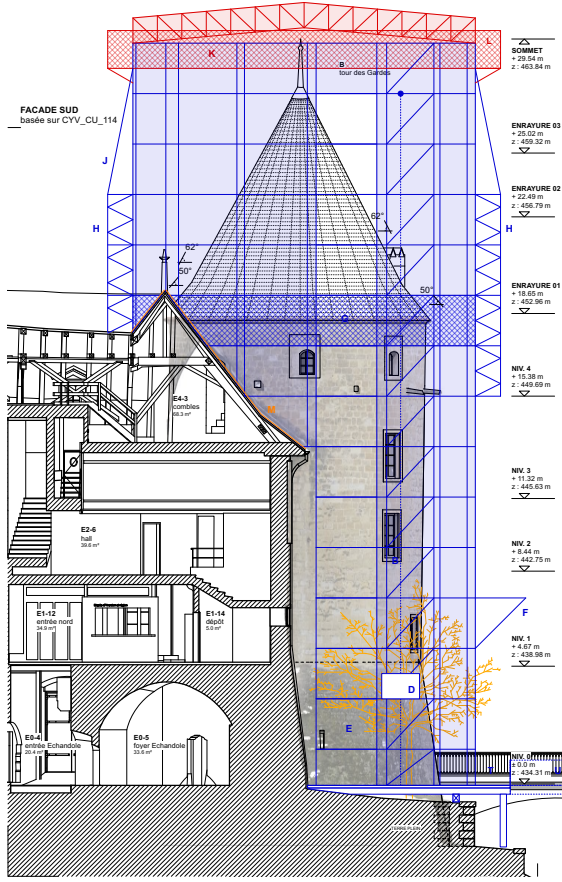 L
SOMMET
+ 29.54 m
z : 463.84 m
K
B
tour des Gardes
FACADE SUD
basée sur CYV_CU_114
ENRAYURE 03
+ 25.02 m
z : 459.32 m
J
ENRAYURE 02
+ 22.49 m
z : 456.79 m
H
H
62°
62°
50°
50°
ENRAYURE 01
+ 18.65 m
z : 452.96 m
G
NIV. 4
+ 15.38 m
z : 449.69 m
E4-3
combles
68.3 m²
M
NIV. 3
+ 11.32 m
z : 445.63 m
E2-6
hall
39.6 m²
NIV. 2
+ 8.44 m
z : 442.75 m
B
E1-12
entrée nord
34.9 m²
E1-14
dépôt
5.0 m²
F
NIV. 1
+ 4.67 m
z : 438.98 m
D
E
E0-4
entrée Echandole
20.4 m²
E0-5
foyer Echandole
33.6 m²
NIV. 0
± 0.0 m
z : 434.31 m